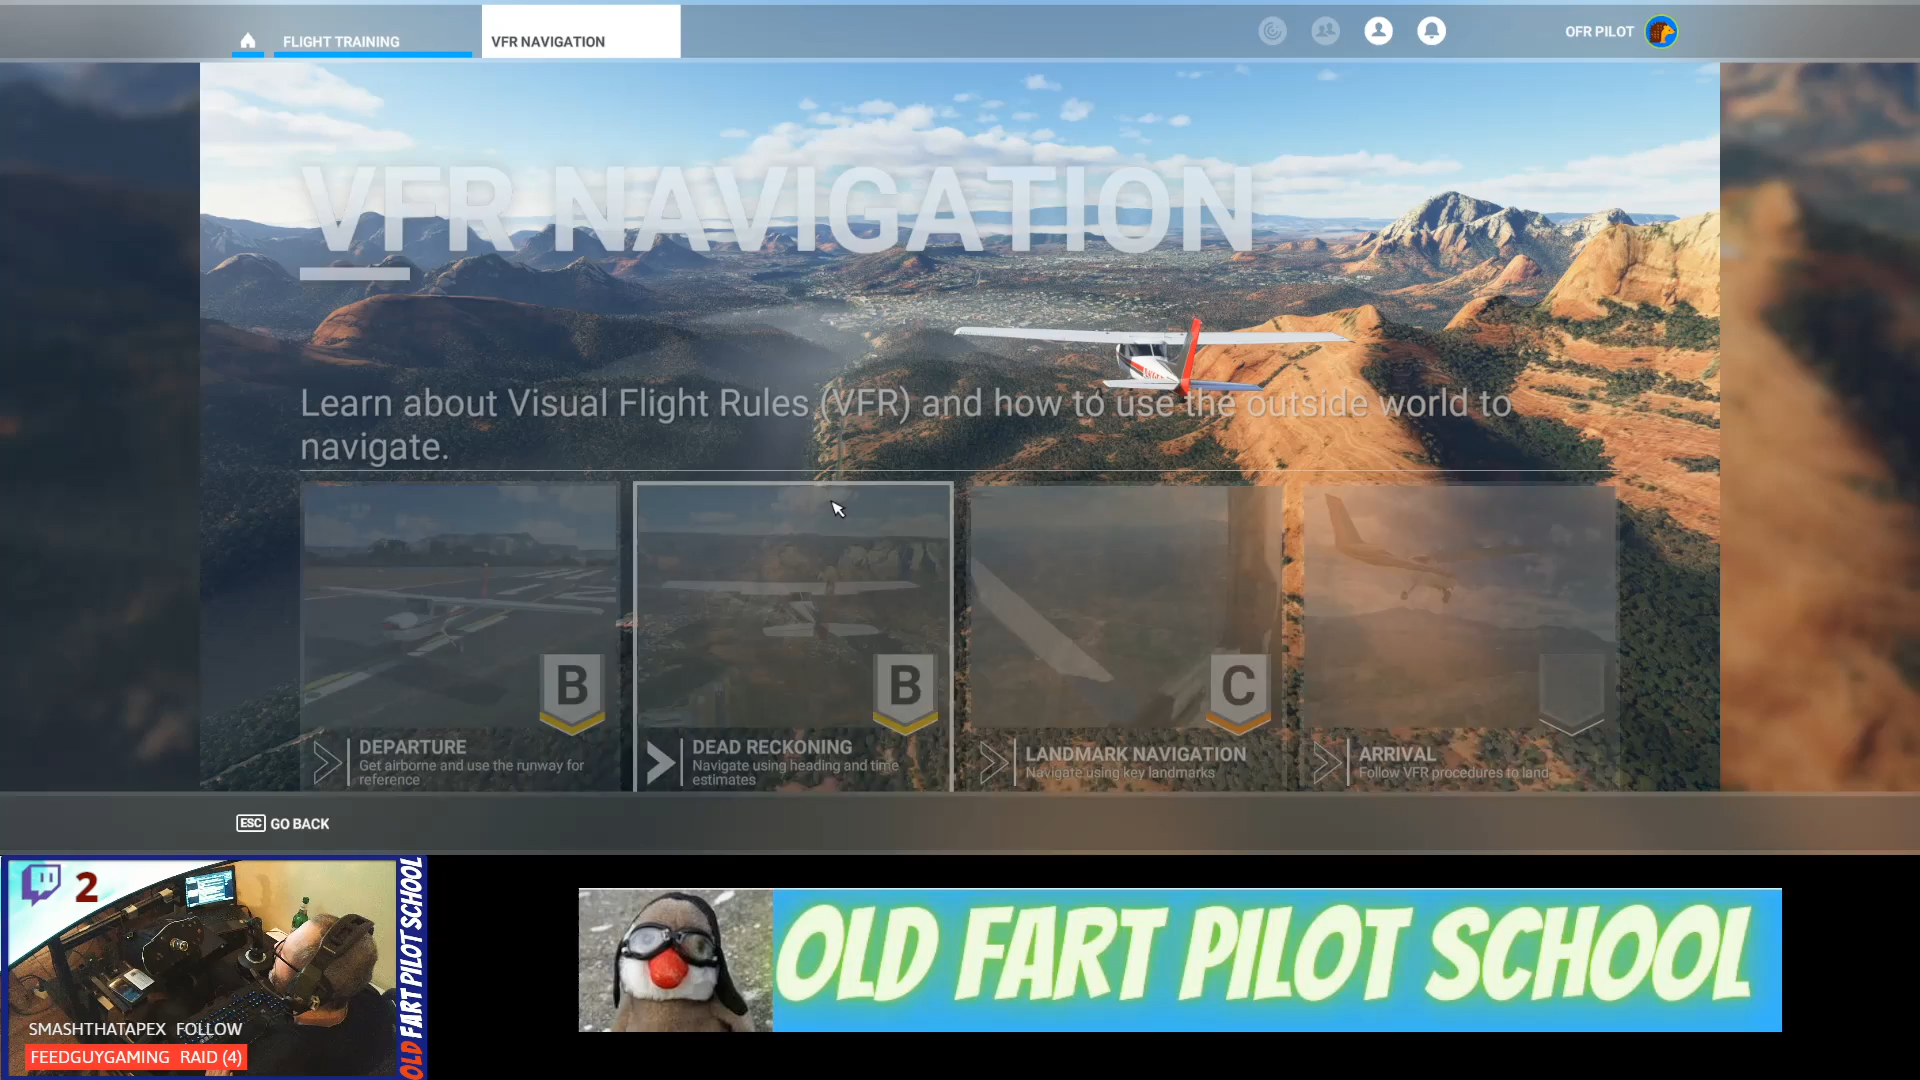 FLIGHT TRAINING
VFR NAVIGATION
OFR PILOT
VFR NAVIGATION
Learn about Visual Flight Rules (VFR) and how to use the outside world to
navigate.
B
DEPARTURE
Get airborne and use the runway for
reference
B
DEAD RECKONING
Navigate using heading and time
estimates
C
LANDMARK NAVIGATION
Navigate using key landmarks
ARRIVAL
Follow VFR procedures to land
ESC GO BACK
2
SMASHTHATAPEX FOLLOW
FEEDGUYGAMING RAID (4)
OLD FART PILOT SCHOOL
OLD FART PILOT SCHOOL